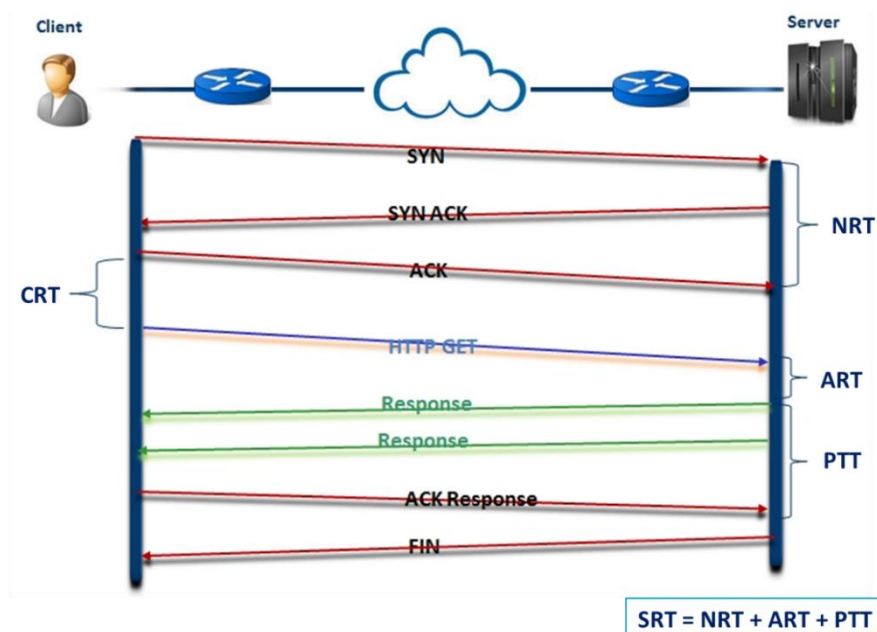 Client
Server
SYN
SYN ACK
NRT
ACK
CRT
HTTP GET
ART
Response
Response
PTT
ACK Response
FIN
SRT = NRT + ART + PTT